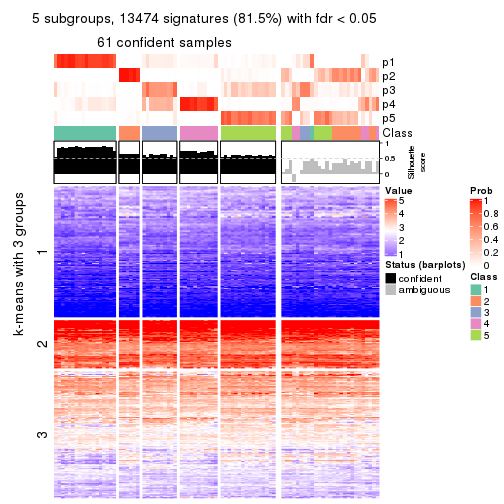 5 subgroups, 13474 signatures (81.5%) with fdr < 0.05
61 confident samples
p1
p2
p3
p4
p5
Class
1
0.5
0
Silhouette
score
k-means with 3 groups
1
2
3
Value
5
4
3
2
1
Status (barplots)
confident
ambiguous
Prob
1
0.8
0.6
0.4
0.2
0
Class
1
2
3
4
5